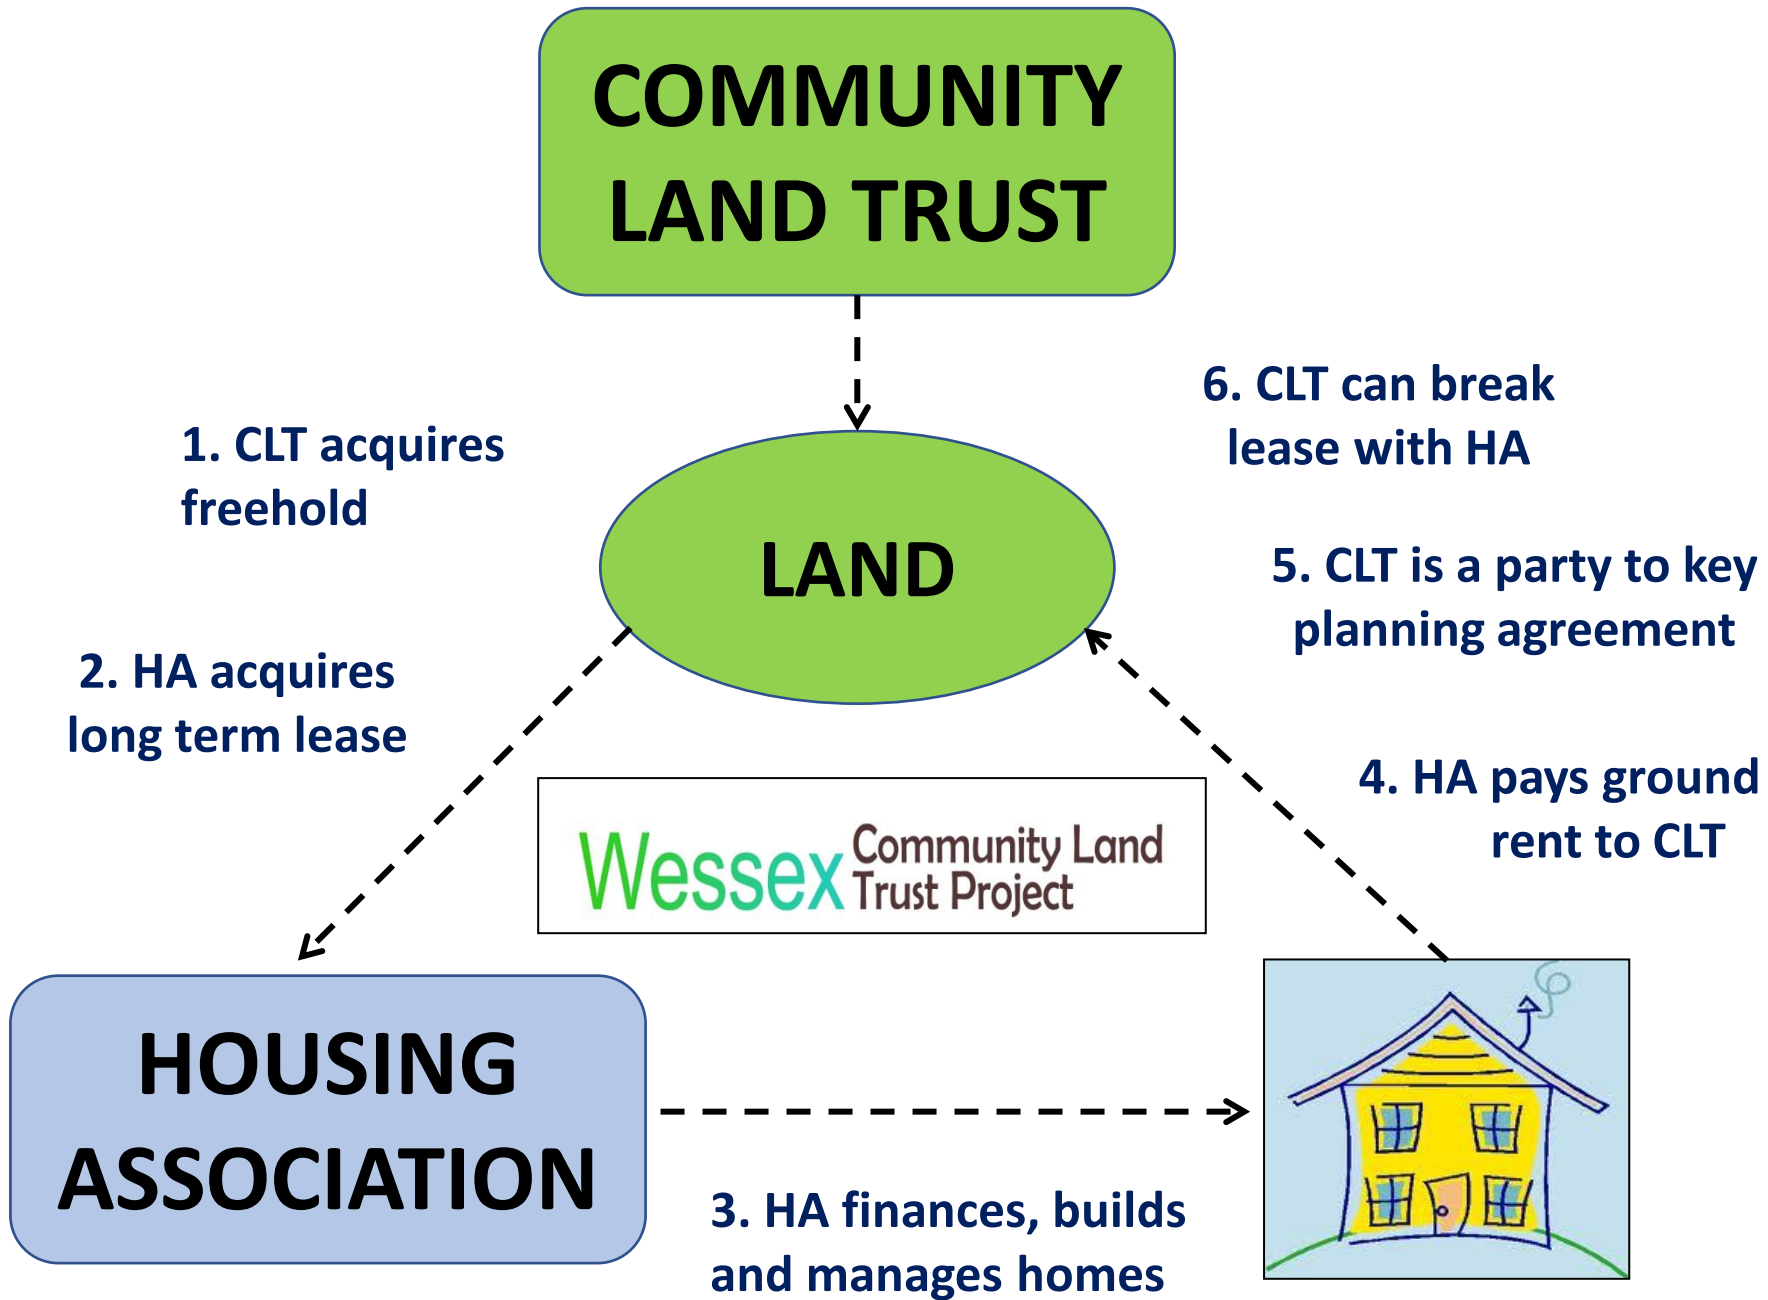 COMMUNITY
LAND TRUST
1. CLT acquires
freehold
2. HA acquires
long term lease
LAND
6. CLT can break
lease with HA
5. CLT is a party to key
planning agreement
4. HA pays ground
rent to CLT
Wessex Community Land
Trust Project
HOUSING
ASSOCIATION
3. HA finances, builds
and manages homes